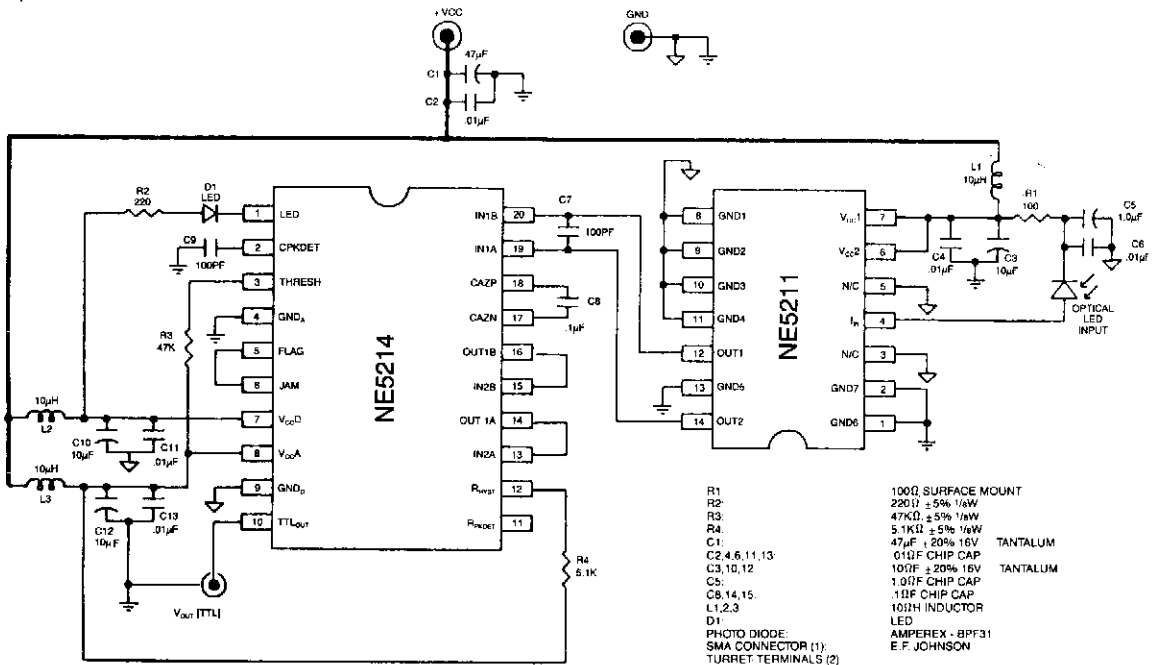 + VCC
GND
47µF
C1
C2
.01µF
L1
10µH
R1
100
C5
1.0µF
C6
.01µF
C4
.01µF
C3
10µF
OPTICAL
LED
INPUT
R2
220
D1
LED
C9
100PF
R3
47K
10µH
L2
C10
10µF
C11
.01µF
10µH
L3
C12
10µF
C13
.01µF
VOUT [TTL]
NE5214
1 LED
2 CPKDET
3 THRESH
4 GNDA
5 FLAG
6 JAM
7 VCCD
8 VCCA
9 GNDD
10 TTLOUT
IN1B 20
IN1A 19
CAZP 18
CAZN 17
OUT1B 16
IN2B 15
OUT 1A 14
IN2A 13
RHYST 12
RPKDET 11
C7
100PF
C8
.1µF
R4
5.1K
NE5211
8 GND1
9 GND2
10 GND3
11 GND4
12 OUT1
13 GND5
14 OUT2
VCC1 7
VCC2 6
N/C 5
IIN 4
N/C 3
GND7 2
GND6 1
R1 100Ω, SURFACE MOUNT
R2: 220Ω ±5% 1/8W
R3: 47KΩ, ±5% 1/8W
R4: 5.1KΩ ±5% 1/8W
C1: 47µF ±20% 16V TANTALUM
C2,4,6,11,13: .01ΩF CHIP CAP
C3,10,12 10ΩF ±20% 16V TANTALUM
C5: 1.0ΩF CHIP CAP
C8,14,15. .1ΩF CHIP CAP
L1,2,3 10ΩH INDUCTOR
D1: LED
PHOTO DIODE: AMPEREX - BPF31
SMA CONNECTOR (1): E.F. JOHNSON
TURRET TERMINALS (2)